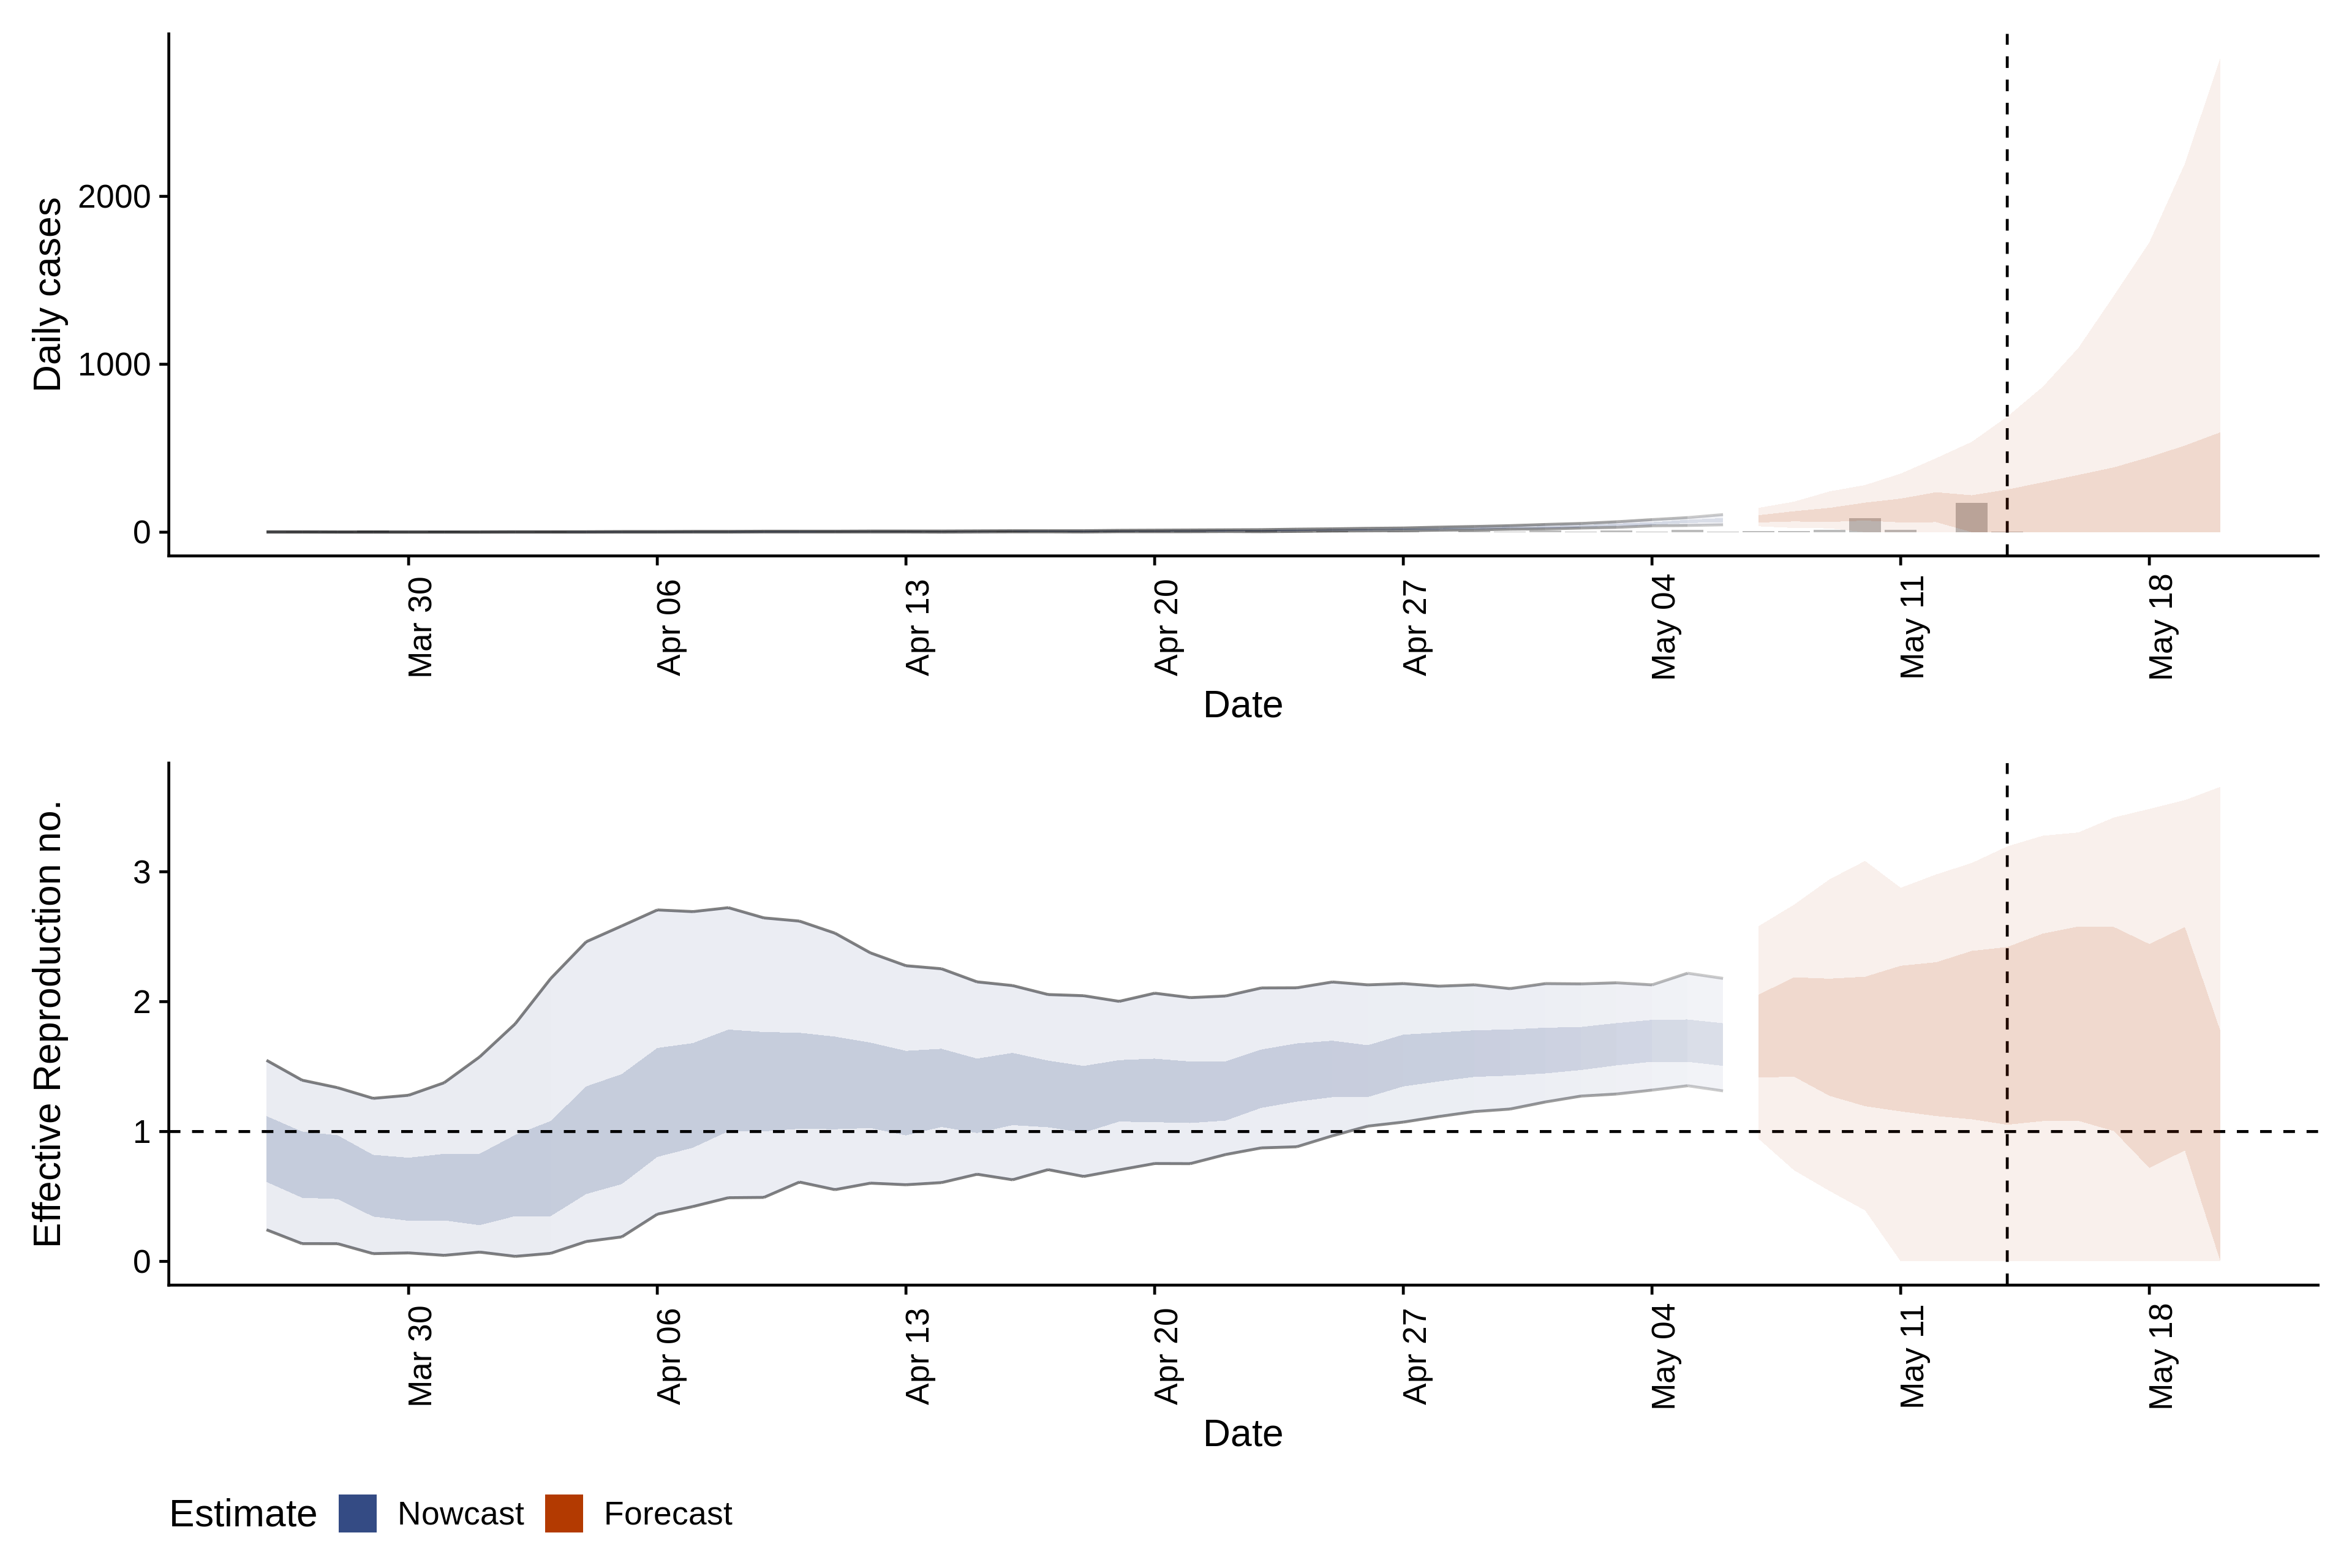 Daily cases
2000
1000
0
Mar 30 Apr 06 Apr 13 Apr 20 Apr 27 May 04 May 11 May 18
Date
Effective Reproduction no.
3
2
1
0
Mar 30 Apr 06 Apr 13 Apr 20 Apr 27 May 04 May 11 May 18
Date
Estimate Nowcast Forecast